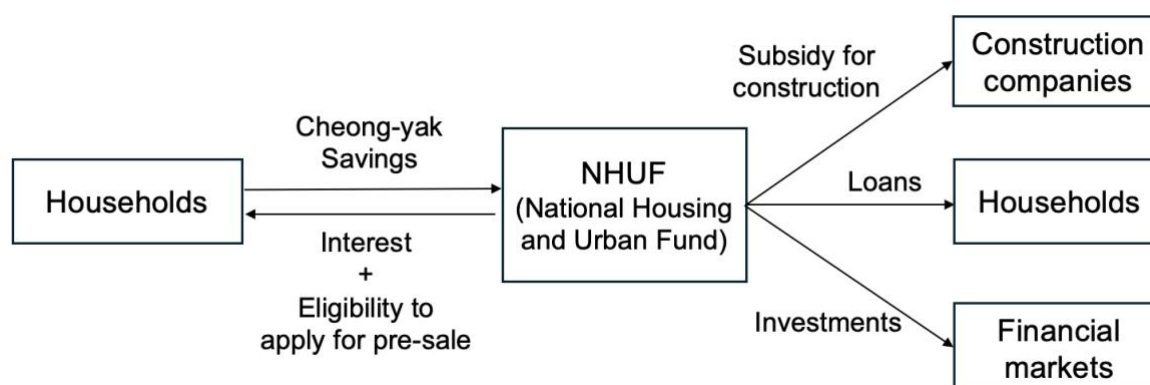 Households
Cheong-yak
Savings
Interest
+
Eligibility to
apply for pre-sale
NHUF
(National Housing
and Urban Fund)
Subsidy for
construction
Construction
companies
Loans
Households
Investments
Financial
markets